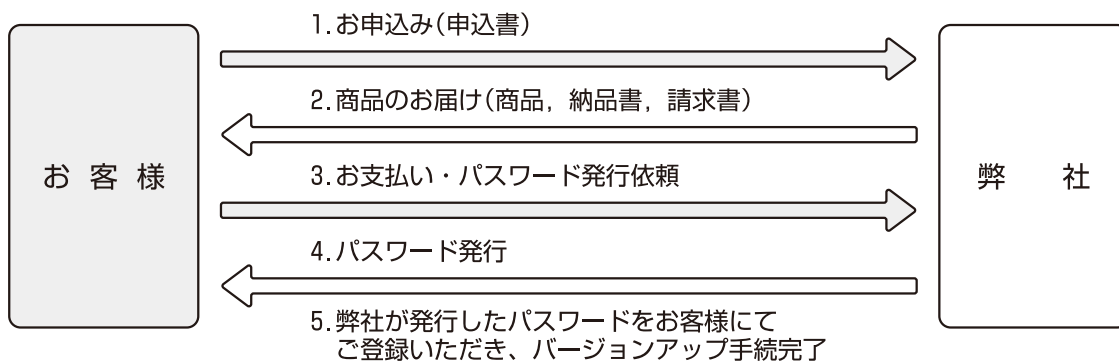 1.お申込み(申込書)
2.商品のお届け(商品，納品書，請求書)
お客様
3.お支払い・パスワード発行依頼
弊社
4.パスワード発行
5.弊社が発行したパスワードをお客様にて
ご登録いただき、バージョンアップ手続完了